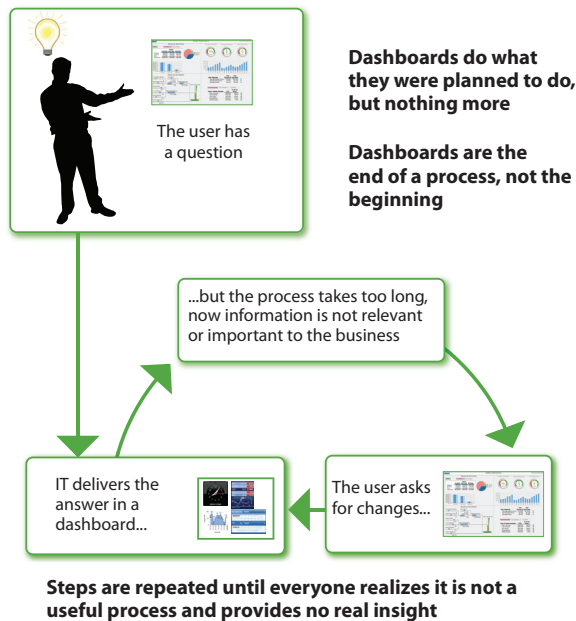 Dashboards do what
they were planned to do,
but nothing more
Dashboards are the
end of a process, not the
beginning
The user has
a question
...but the process takes too long,
now information is not relevant
or important to the business
IT delivers the
answer in a
dashboard...
The user asks
for changes...
Steps are repeated until everyone realizes it is not a
useful process and provides no real insight